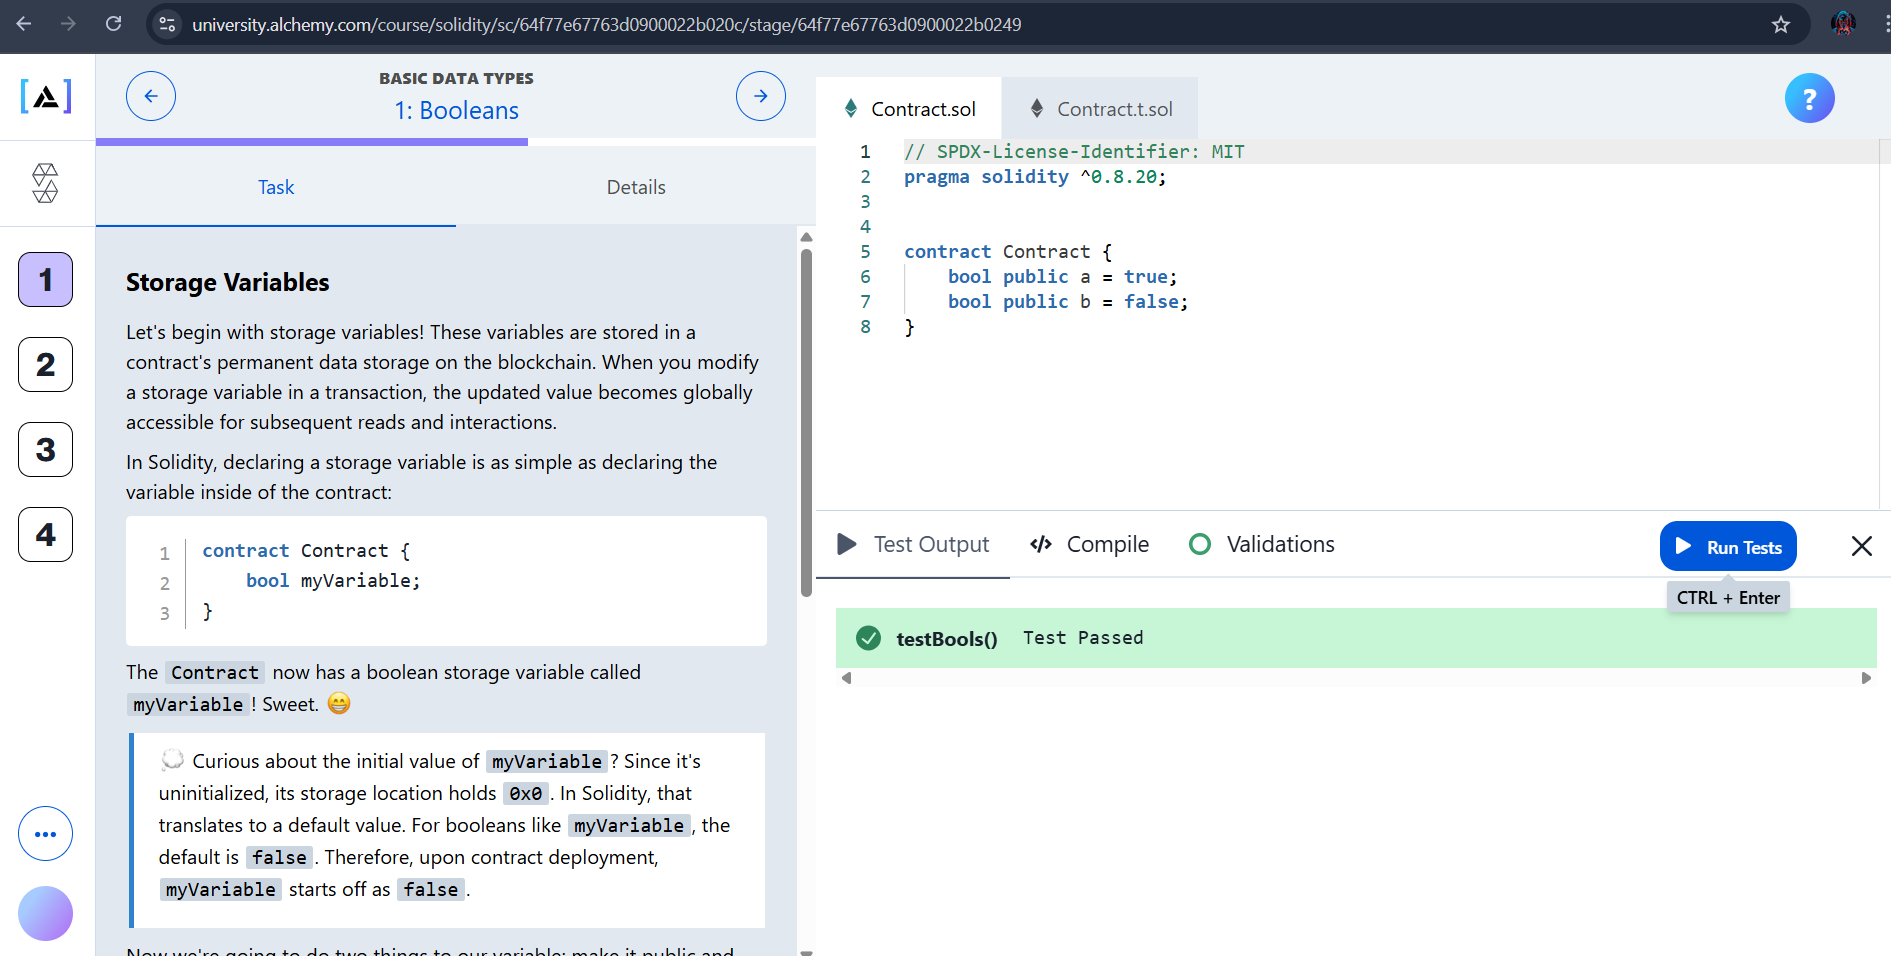 university.alchemy.com/course/solidity/sc/64f77e67763d0900022b020c/stage/64f77e67763d0900022b0249
BASIC DATA TYPES
1: Booleans
Task
Details
1
2
3
4
Storage Variables
Let's begin with storage variables! These variables are stored in a
contract's permanent data storage on the blockchain. When you modify
a storage variable in a transaction, the updated value becomes globally
accessible for subsequent reads and interactions.
In Solidity, declaring a storage variable is as simple as declaring the
variable inside of the contract:
1 contract Contract {
2 bool myVariable;
3 }
The Contract now has a boolean storage variable called
myVariable! Sweet. 😁
💭 Curious about the initial value of myVariable? Since it's
uninitialized, its storage location holds 0x0. In Solidity, that
translates to a default value. For booleans like myVariable, the
default is false. Therefore, upon contract deployment,
myVariable starts off as false.
Now we're going to do two things to our variable: make it public and
Contract.sol
Contract.t.sol
?
1 // SPDX-License-Identifier: MIT
2 pragma solidity ^0.8.20;
3
4
5 contract Contract {
6 bool public a = true;
7 bool public b = false;
8 }
Test Output
Compile
Validations
Run Tests
CTRL + Enter
testBools() Test Passed